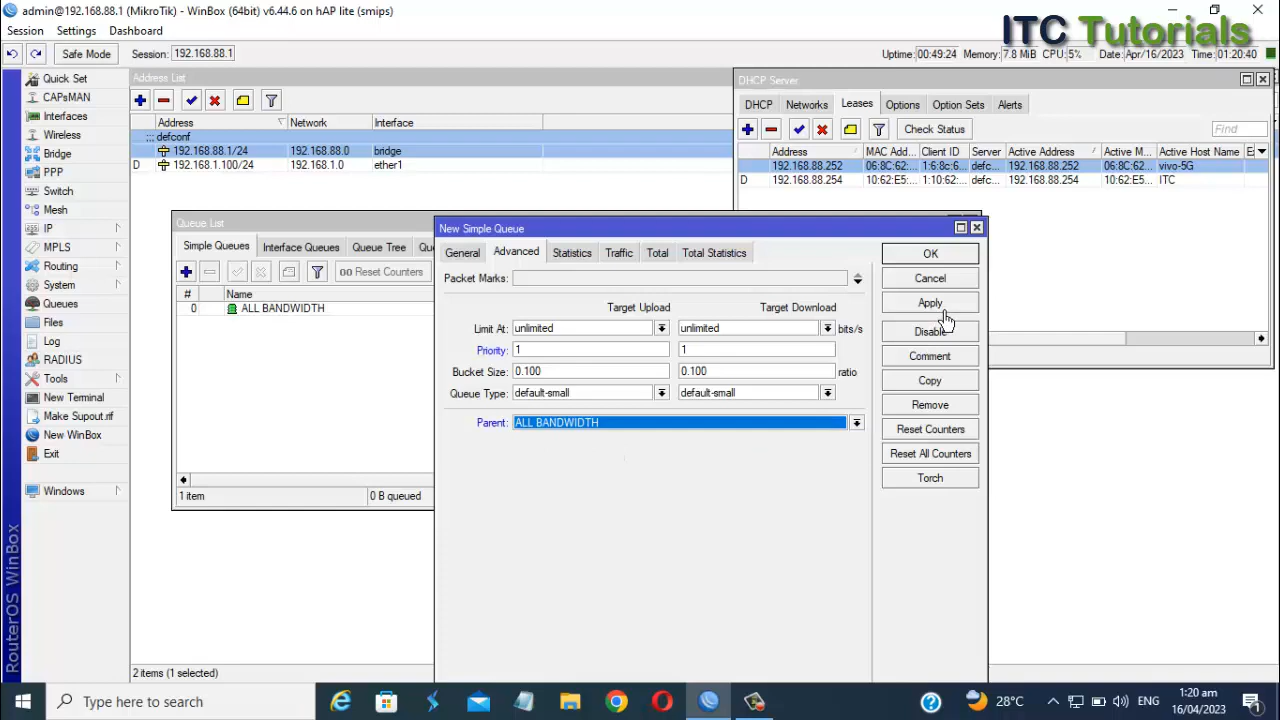 admin@192.168.88.1 (MikroTik) - WinBox (64bit) v6.44.6 on hAP lite (smips)
ITC Tutorials
Session Settings Dashboard
Safe Mode Session: 192.168.88.1 Uptime: 00:49:24 Memory: 7.8 MiB CPU: 5% Date: Apr/16/2023 Time: 01:20:40
Quick Set
CAPsMAN
Interfaces
Wireless
Bridge
PPP
Switch
Mesh
IP
MPLS
Routing
System
Queues
Files
Log
RADIUS
Tools
New Terminal
Make Supout.rif
New WinBox
Exit
Windows
RouterOS WinBox
Address List
Address Network Interface
::: defconf
192.168.88.1/24 192.168.88.0 bridge
D 192.168.1.100/24 192.168.1.0 ether1
2 items (1 selected)
DHCP Server
DHCP Networks Leases Options Option Sets Alerts
Check Status Find
Address MAC Addr... Client ID Server Active Address Active M... Active Host Name
192.168.88.252 06:8C:62:... 1:6:8c:6... defc... 192.168.88.252 06:8C:62... vivo-5G
D 192.168.88.254 10:62:E5:... 1:10:62:... defc... 192.168.88.254 10:62:E5... ITC
Queue List
Simple Queues Interface Queues Queue Tree
00 Reset Counters
# Name
0 ALL BANDWIDTH
1 item 0 B queued
New Simple Queue
General Advanced Statistics Traffic Total Total Statistics
Packet Marks:
Target Upload Target Download
Limit At: unlimited unlimited bits/s
Priority: 1 1
Bucket Size: 0.100 0.100 ratio
Queue Type: default-small default-small
Parent: ALL BANDWIDTH
OK
Cancel
Apply
Disable
Comment
Copy
Remove
Reset Counters
Reset All Counters
Torch
Type here to search
28°C ENG 1:20 am
16/04/2023